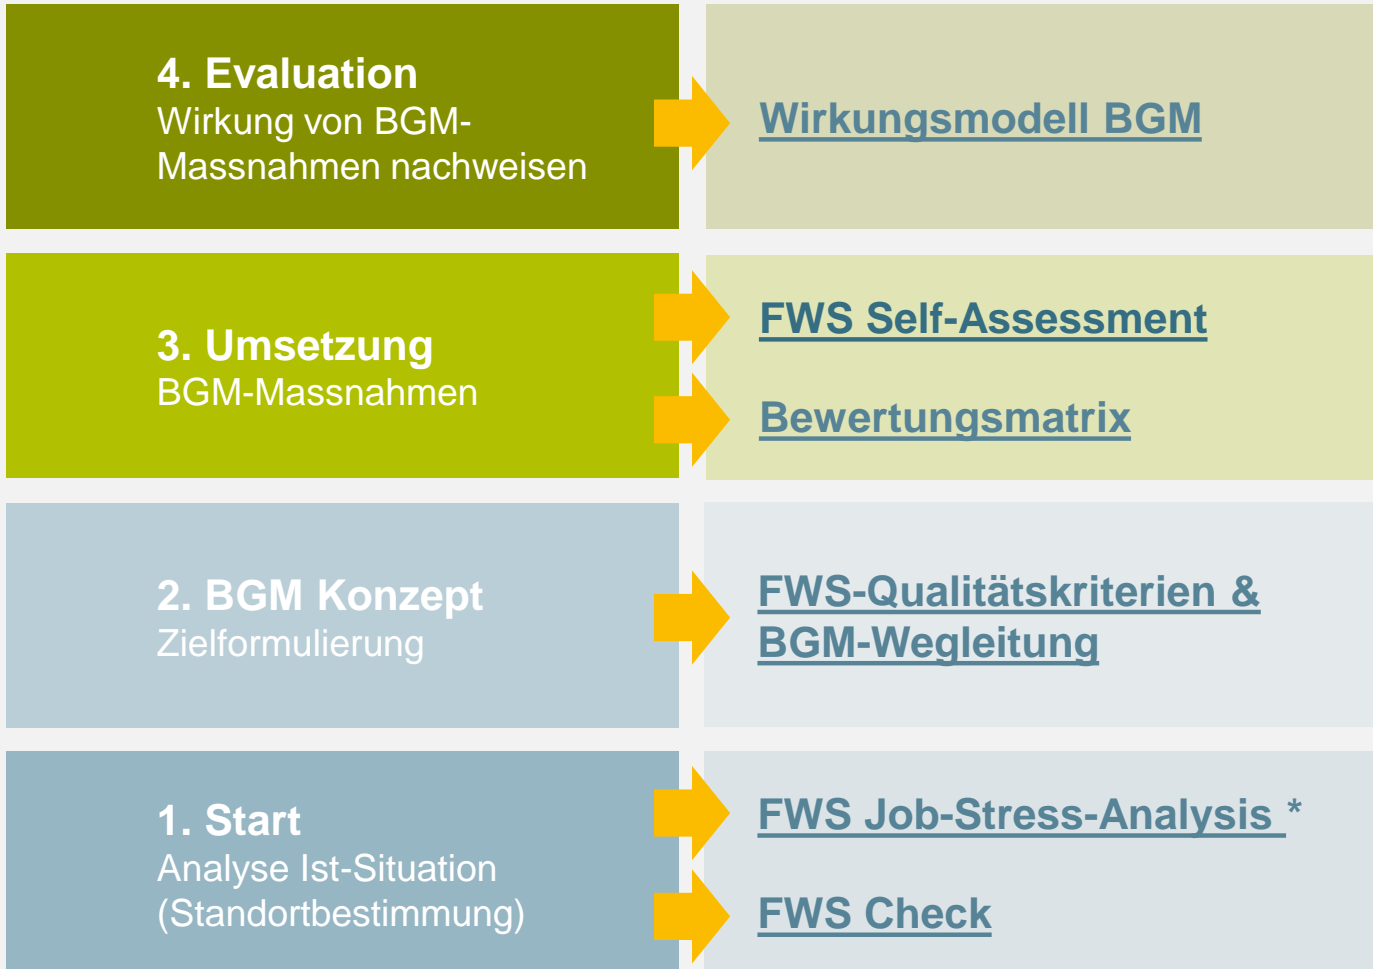 4. Evaluation
Wirkung von BGM-
Massnahmen nachweisen
Wirkungsmodell BGM
3. Umsetzung
BGM-Massnahmen
FWS Self-Assessment
Bewertungsmatrix
2. BGM Konzept
Zielformulierung
FWS-Qualitätskriterien &
BGM-Wegleitung
1. Start
Analyse Ist-Situation
(Standortbestimmung)
FWS Job-Stress-Analysis *
FWS Check